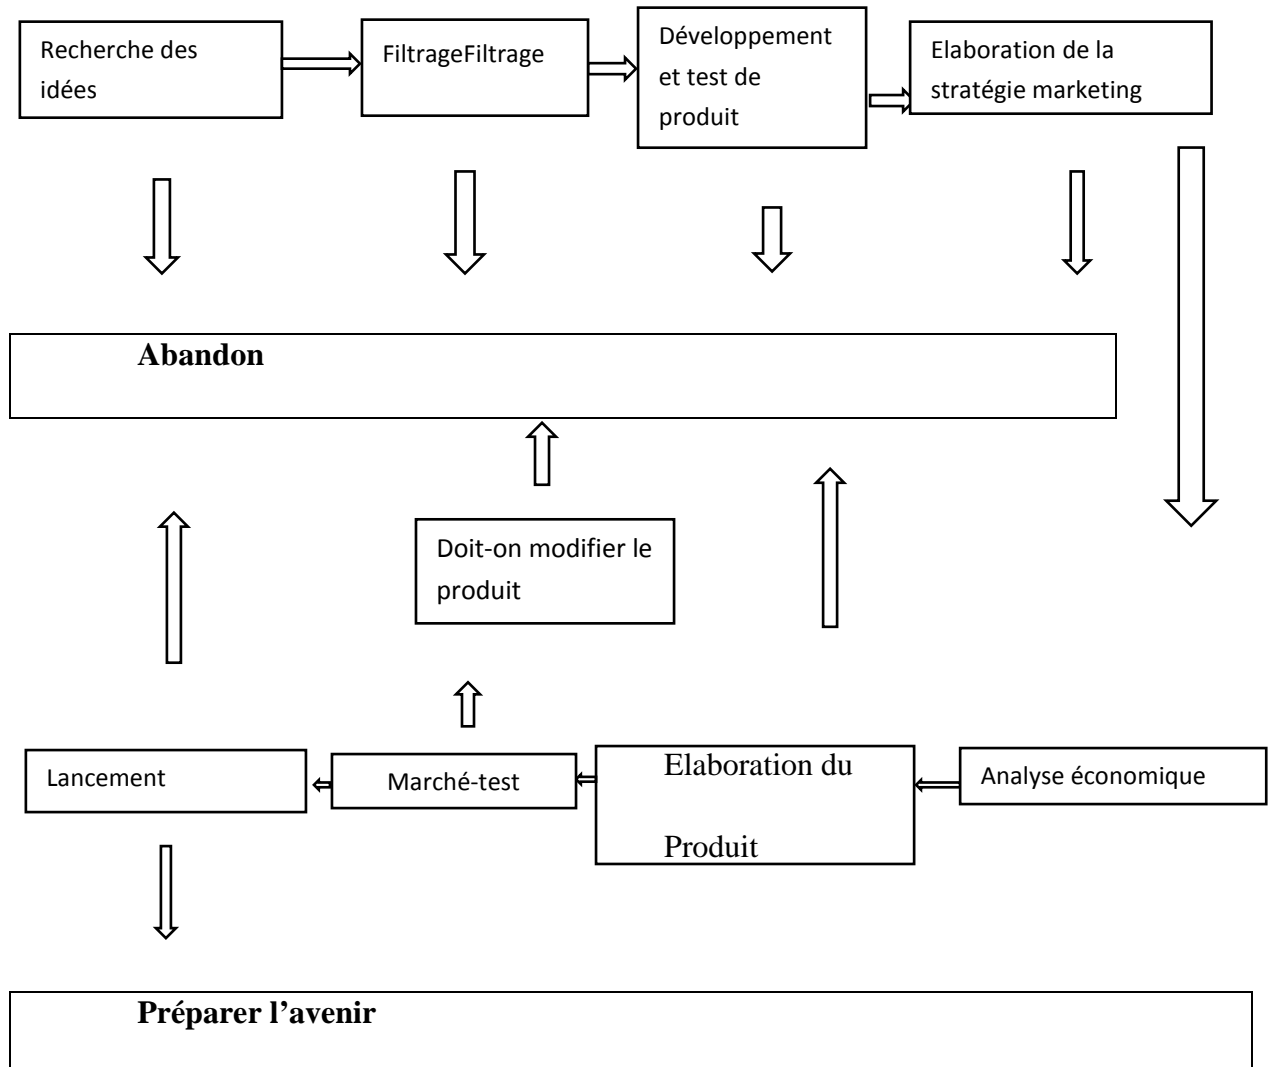 Recherche des
idées
FiltrageFiltrage
Développement
et test de
produit
Elaboration de la
stratégie marketing
Abandon
Doit-on modifier le
produit
Lancement
Marché-test
Elaboration du
Produit
Analyse économique
Préparer l’avenir